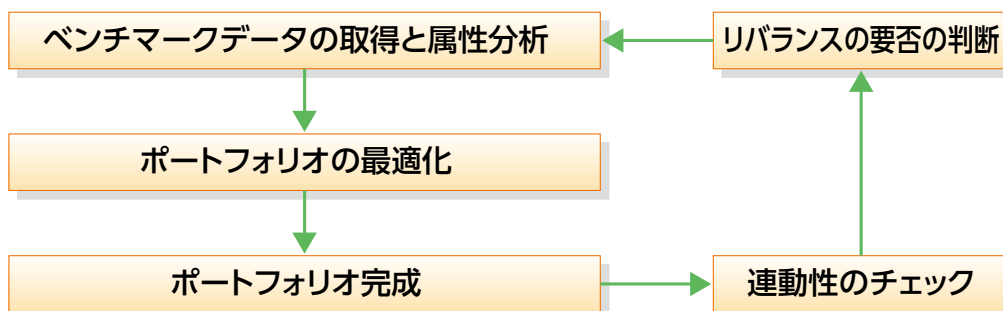 ベンチマークデータの取得と属性分析
リバランスの要否の判断
ポートフォリオの最適化
ポートフォリオ完成
連動性のチェック